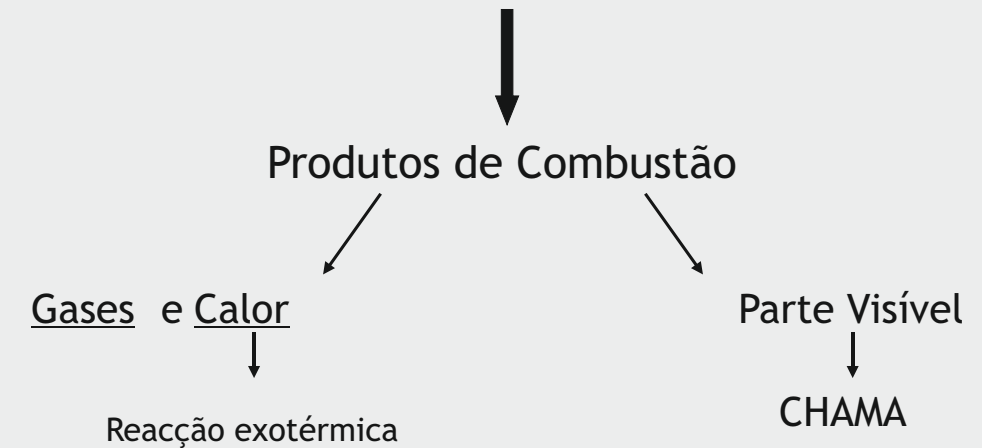 Produtos de Combustão
Gases e Calor
Parte Visível
Reacção exotérmica
CHAMA